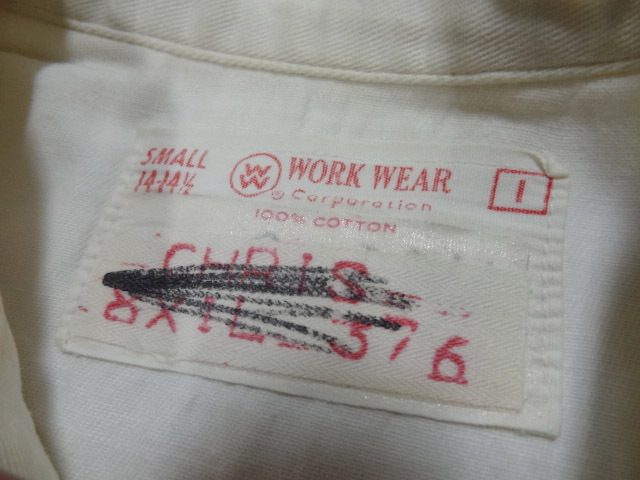 SMALL
14-14½
WW WORK WEAR
® Corporation
100% COTTON
I
CHRIS
376